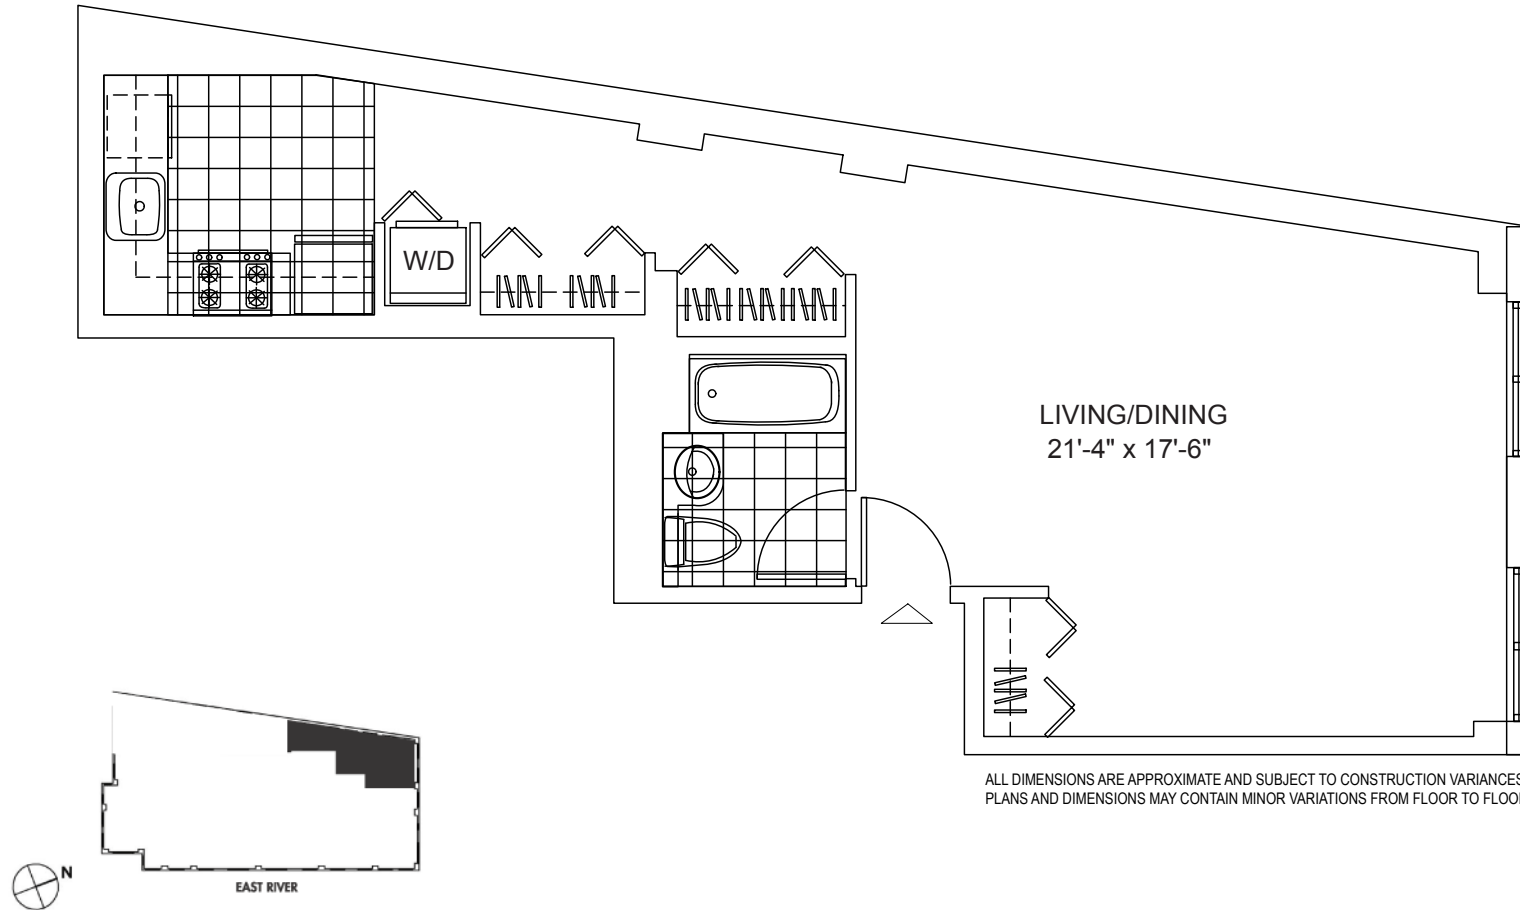 W/D
LIVING/DINING
21'-4" x 17'-6"
ALL DIMENSIONS ARE APPROXIMATE AND SUBJECT TO CONSTRUCTION VARIANCES
PLANS AND DIMENSIONS MAY CONTAIN MINOR VARIATIONS FROM FLOOR TO FLOO
N
EAST RIVER